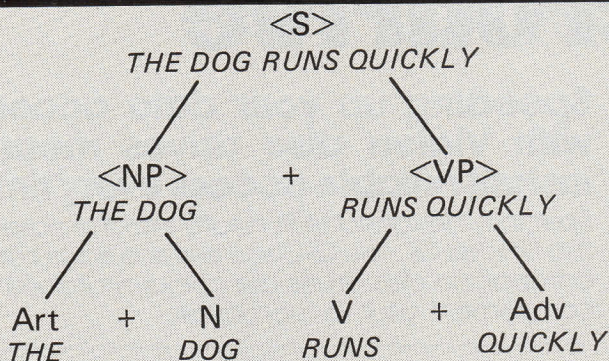 <S>
THE DOG RUNS QUICKLY
<NP> + <VP>
THE DOG RUNS QUICKLY
Art + N V + Adv
THE DOG RUNS QUICKLY